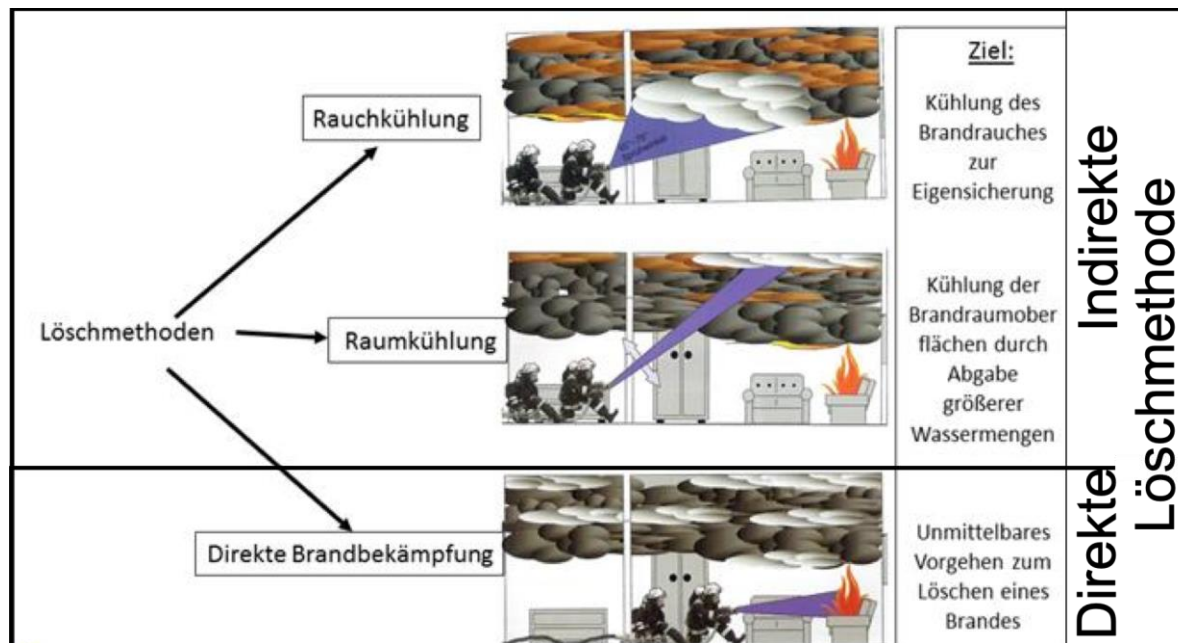 Rauchkühlung
Ziel:
Kühlung des
Brandrauches
zur
Eigensicherung
Löschmethoden
Raumkühlung
Kühlung der
Brandraumober
flächen durch
Abgabe
größerer
Wassermengen
Indirekte
Löschmethode
Direkte Brandbekämpfung
Unmittelbares
Vorgehen zum
Löschen eines
Brandes
Direkte